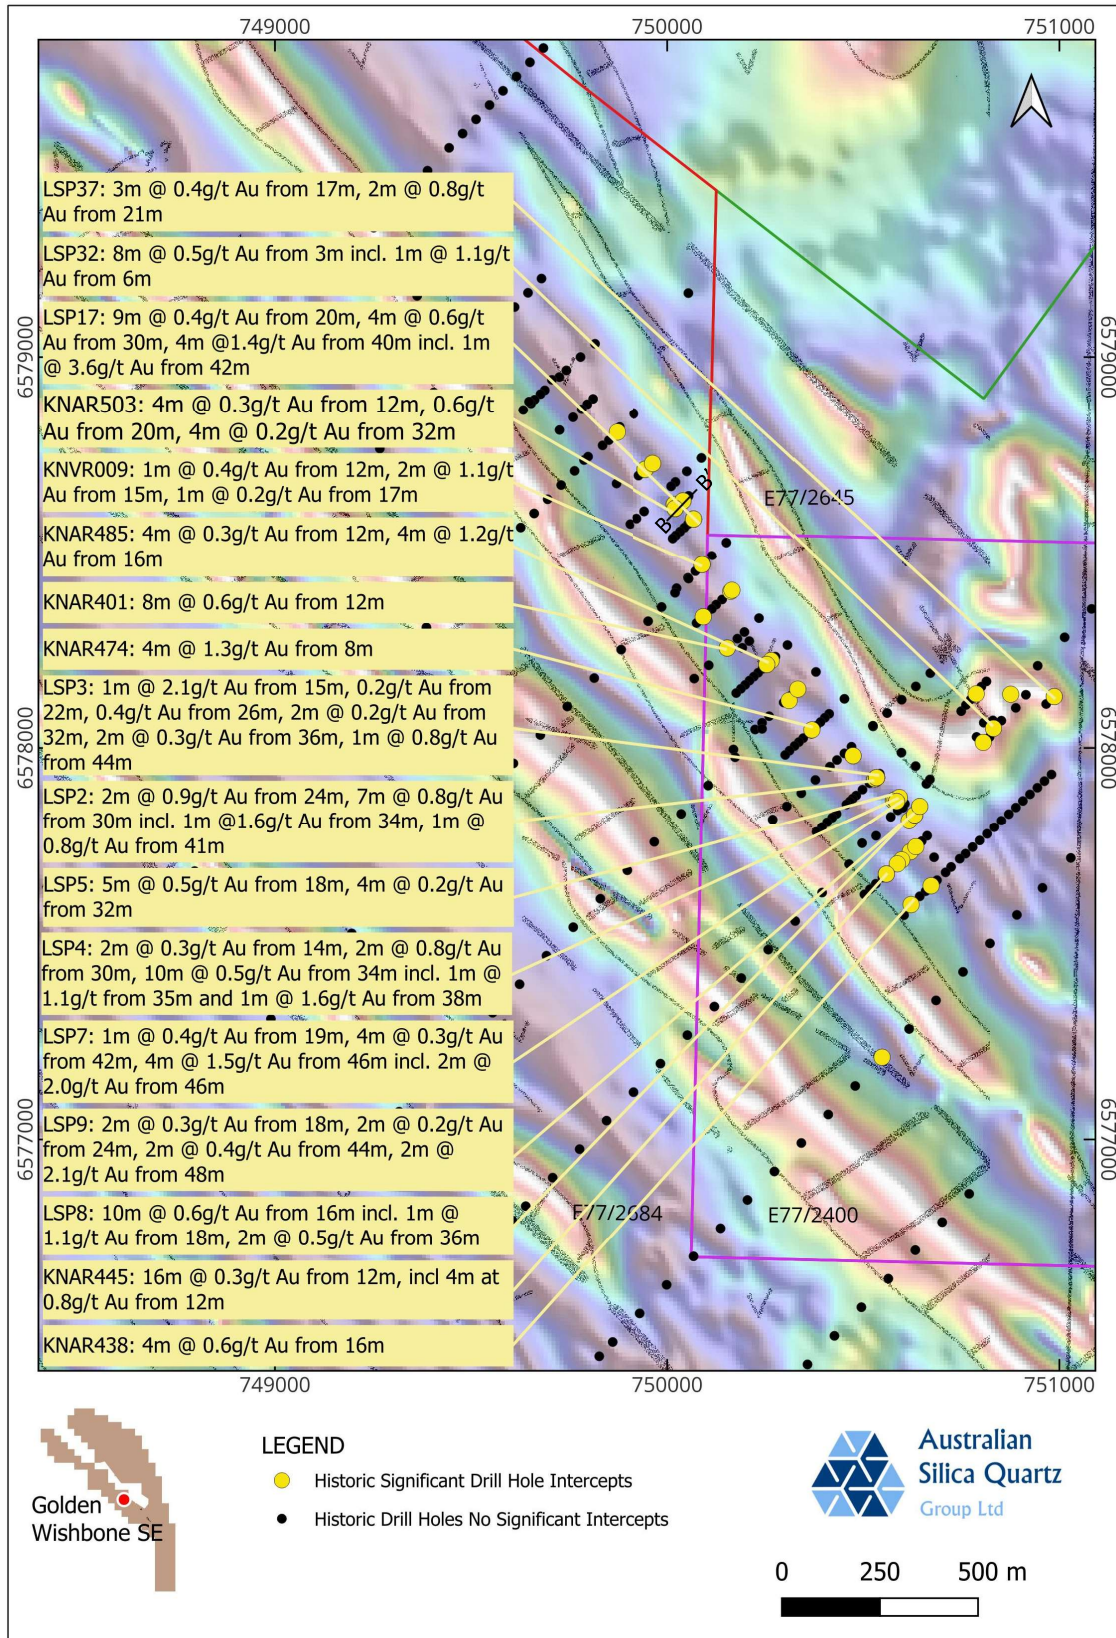 749000 750000 751000
LSP37: 3m @ 0.4g/t Au from 17m, 2m @ 0.8g/t
Au from 21m
LSP32: 8m @ 0.5g/t Au from 3m incl. 1m @ 1.1g/t
Au from 6m
LSP17: 9m @ 0.4g/t Au from 20m, 4m @ 0.6g/t
Au from 30m, 4m @1.4g/t Au from 40m incl. 1m
@ 3.6g/t Au from 42m
KNAR503: 4m @ 0.3g/t Au from 12m, 0.6g/t
Au from 20m, 4m @ 0.2g/t Au from 32m
KNVR009: 1m @ 0.4g/t Au from 12m, 2m @ 1.1g/t
Au from 15m, 1m @ 0.2g/t Au from 17m
KNAR485: 4m @ 0.3g/t Au from 12m, 4m @ 1.2g/t
Au from 16m
KNAR401: 8m @ 0.6g/t Au from 12m
KNAR474: 4m @ 1.3g/t Au from 8m
LSP3: 1m @ 2.1g/t Au from 15m, 0.2g/t Au from
22m, 0.4g/t Au from 26m, 2m @ 0.2g/t Au from
32m, 2m @ 0.3g/t Au from 36m, 1m @ 0.8g/t Au
from 44m
LSP2: 2m @ 0.9g/t Au from 24m, 7m @ 0.8g/t Au
from 30m incl. 1m @1.6g/t Au from 34m, 1m @
0.8g/t Au from 41m
LSP5: 5m @ 0.5g/t Au from 18m, 4m @ 0.2g/t Au
from 32m
LSP4: 2m @ 0.3g/t Au from 14m, 2m @ 0.8g/t Au
from 30m, 10m @ 0.5g/t Au from 34m incl. 1m @
1.1g/t from 35m and 1m @ 1.6g/t Au from 38m
LSP7: 1m @ 0.4g/t Au from 19m, 4m @ 0.3g/t Au
from 42m, 4m @ 1.5g/t Au from 46m incl. 2m @
2.0g/t Au from 46m
LSP9: 2m @ 0.3g/t Au from 18m, 2m @ 0.2g/t Au
from 24m, 2m @ 0.4g/t Au from 44m, 2m @
2.1g/t Au from 48m
LSP8: 10m @ 0.6g/t Au from 16m incl. 1m @
1.1g/t Au from 18m, 2m @ 0.5g/t Au from 36m
KNAR445: 16m @ 0.3g/t Au from 12m, incl 4m at
0.8g/t Au from 12m
KNAR438: 4m @ 0.6g/t Au from 16m
6579000
6578000
6577000
B B'
E77/2645
E77/2684
E77/2400
6579000
6578000
6577000
749000 750000 751000
Golden
Wishbone SE
LEGEND
Historic Significant Drill Hole Intercepts
Historic Drill Holes No Significant Intercepts
Australian
Silica Quartz
Group Ltd
0 250 500 m